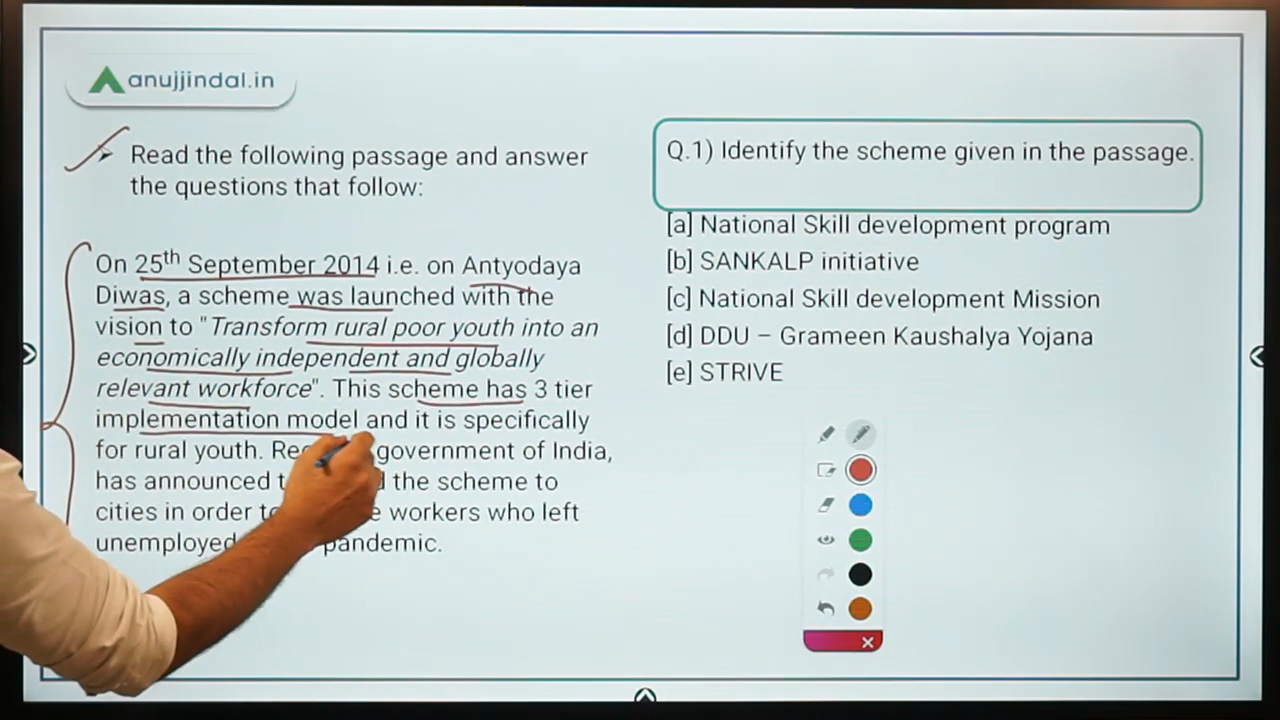 anujjindal.in
Read the following passage and answer
the questions that follow:
On 25th September 2014 i.e. on Antyodaya
Diwas, a scheme was launched with the
vision to "Transform rural poor youth into an
economically independent and globally
relevant workforce". This scheme has 3 tier
implementation model and it is specifically
for rural youth. government of India,
has announced the scheme to
cities in order workers who left
unemployed pandemic.
Q.1) Identify the scheme given in the passage.
[a] National Skill development program
[b] SANKALP initiative
[c] National Skill development Mission
[d] DDU – Grameen Kaushalya Yojana
[e] STRIVE